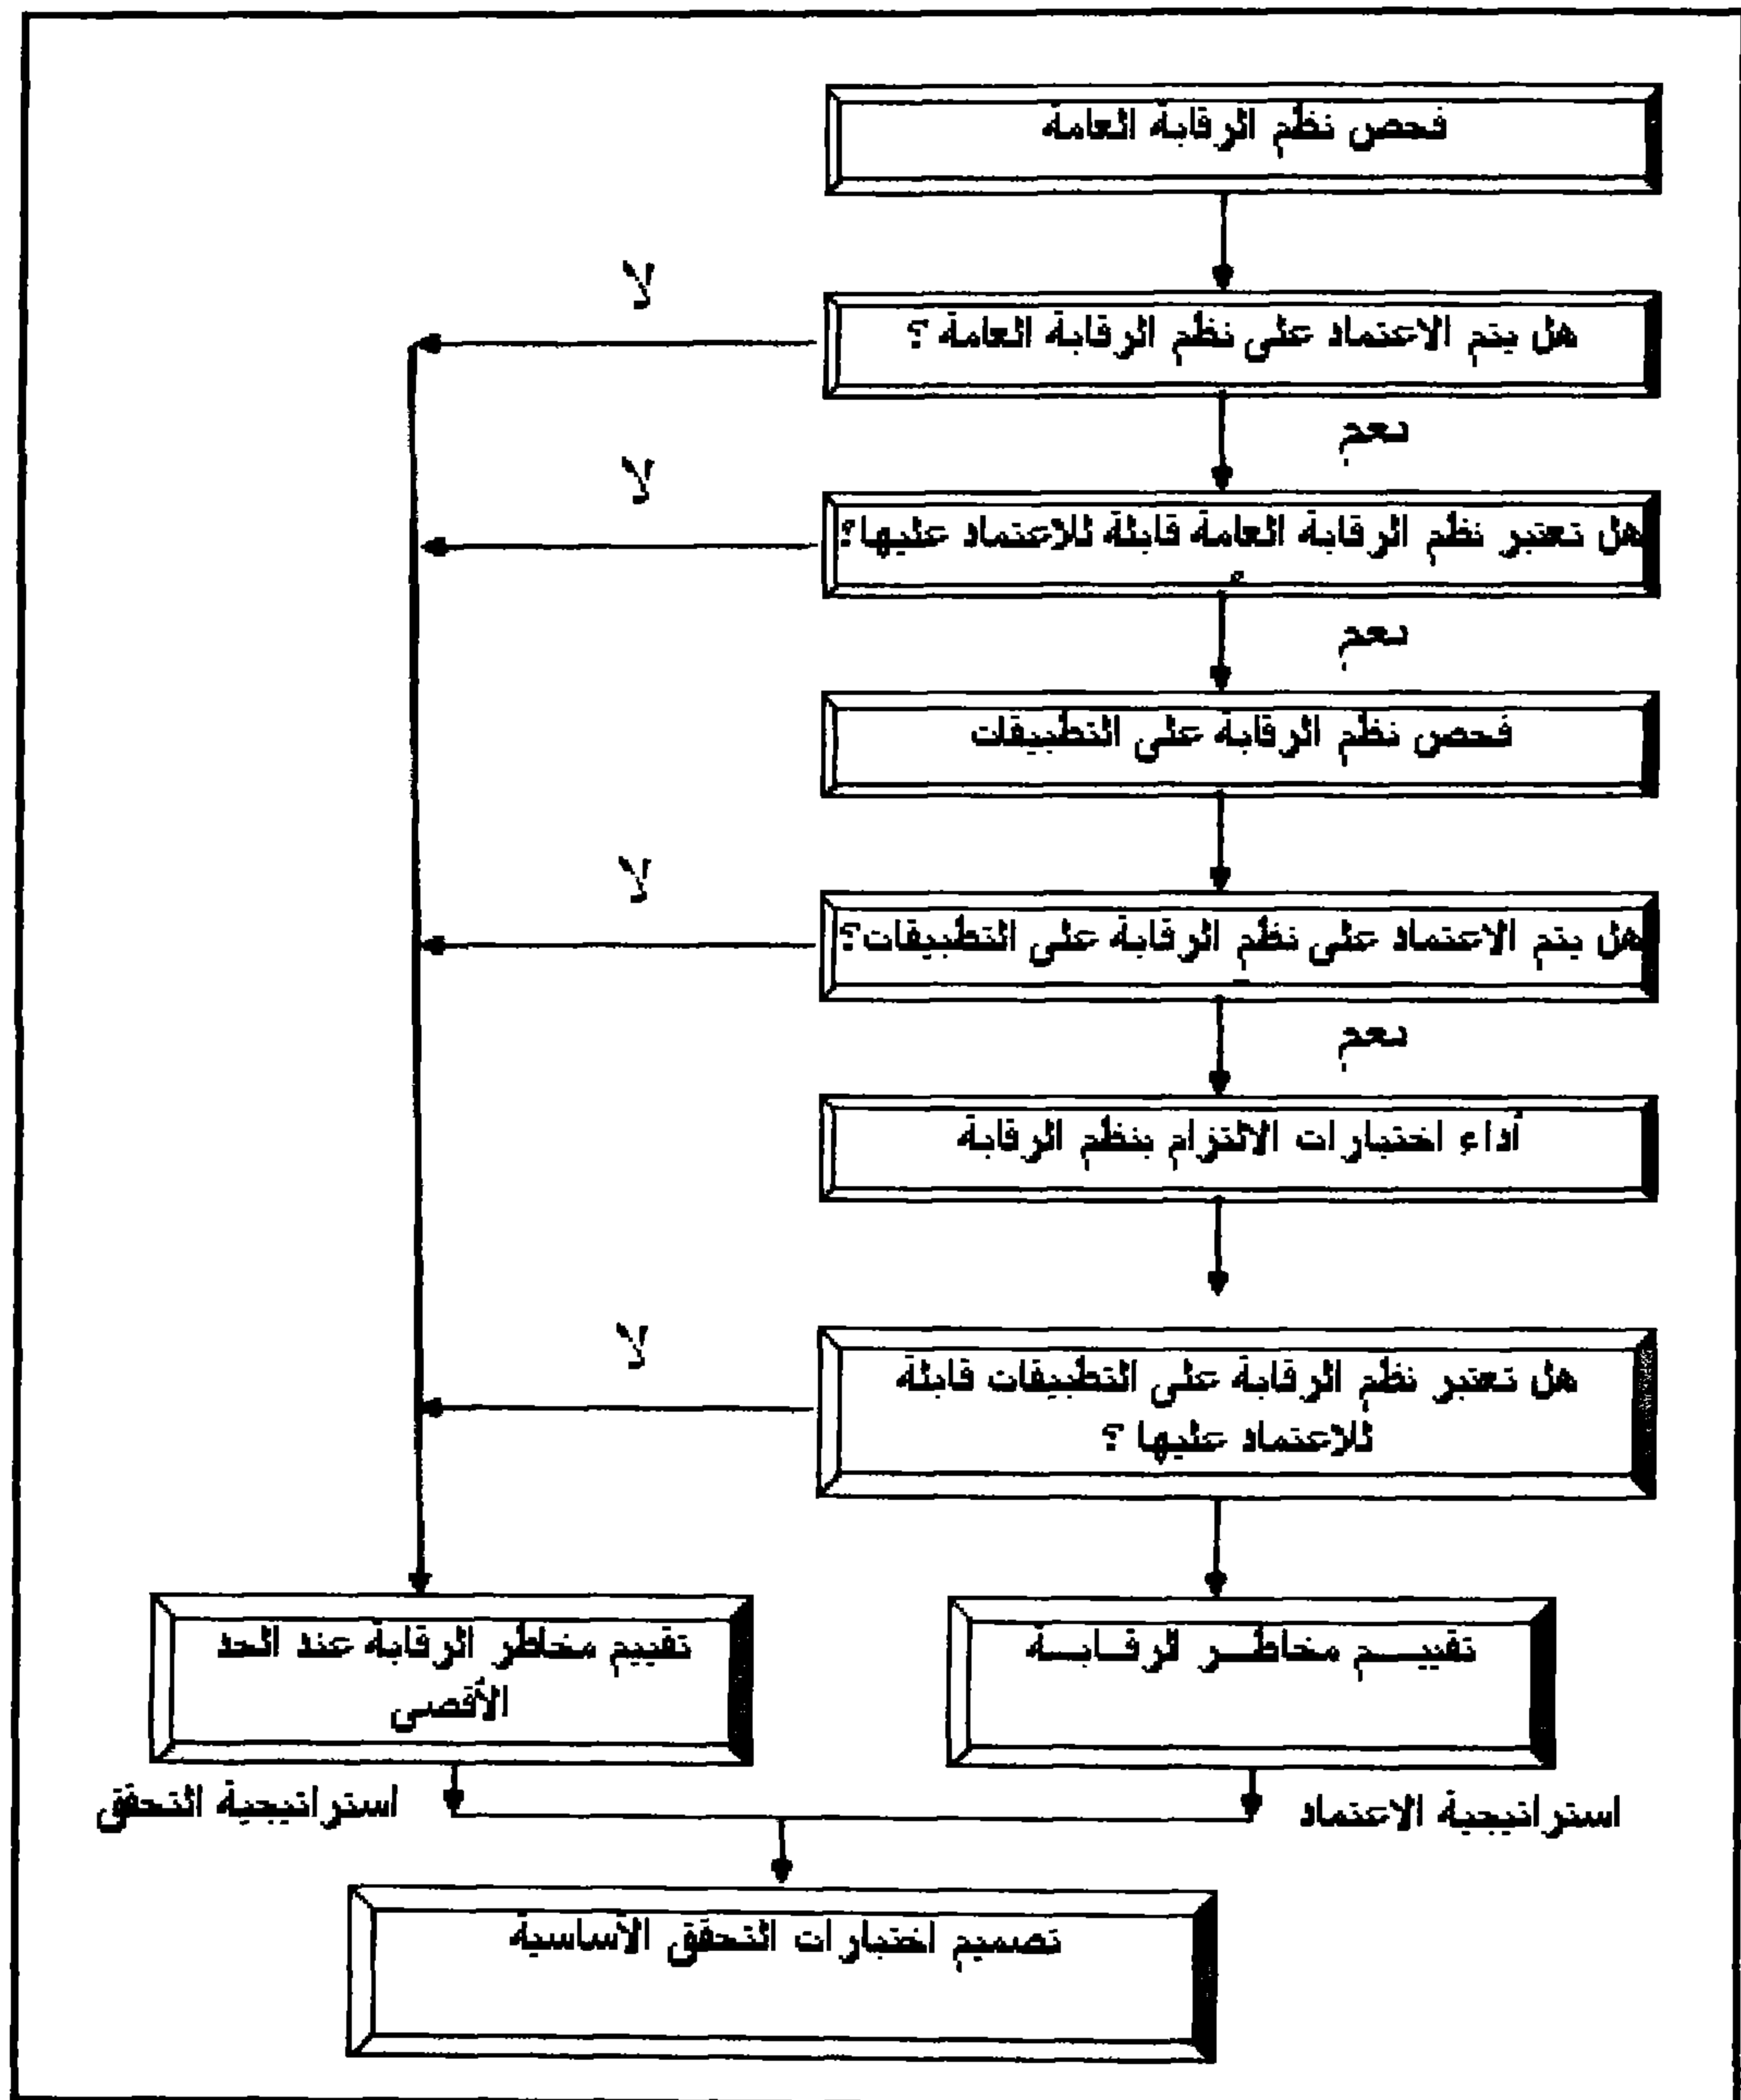 فحص نظم الرقابة العامة
لا
هل يتم الاعتماد على نظم الرقابة العامة ؟
نعم
لا
هل تعتبر نظم الرقابة العامة قابلة للاعتماد عليها؟
نعم
فحص نظم الرقابة على التطبيقات
لا
هل يتم الاعتماد على نظم الرقابة على التطبيقات؟
نعم
أداء اختبارات الالتزام بنظم الرقابة
لا
هل تعتبر نظم الرقابة على التطبيقات قابلة
للاعتماد عليها ؟
تقييــم مخاطــر الرقــابــة
تقييم مخاطر الرقابة عند الحد
الأقصى
استراتيجية الاعتماد
استراتيجية التحقق
تصميم اختبارات التحقق الأساسية